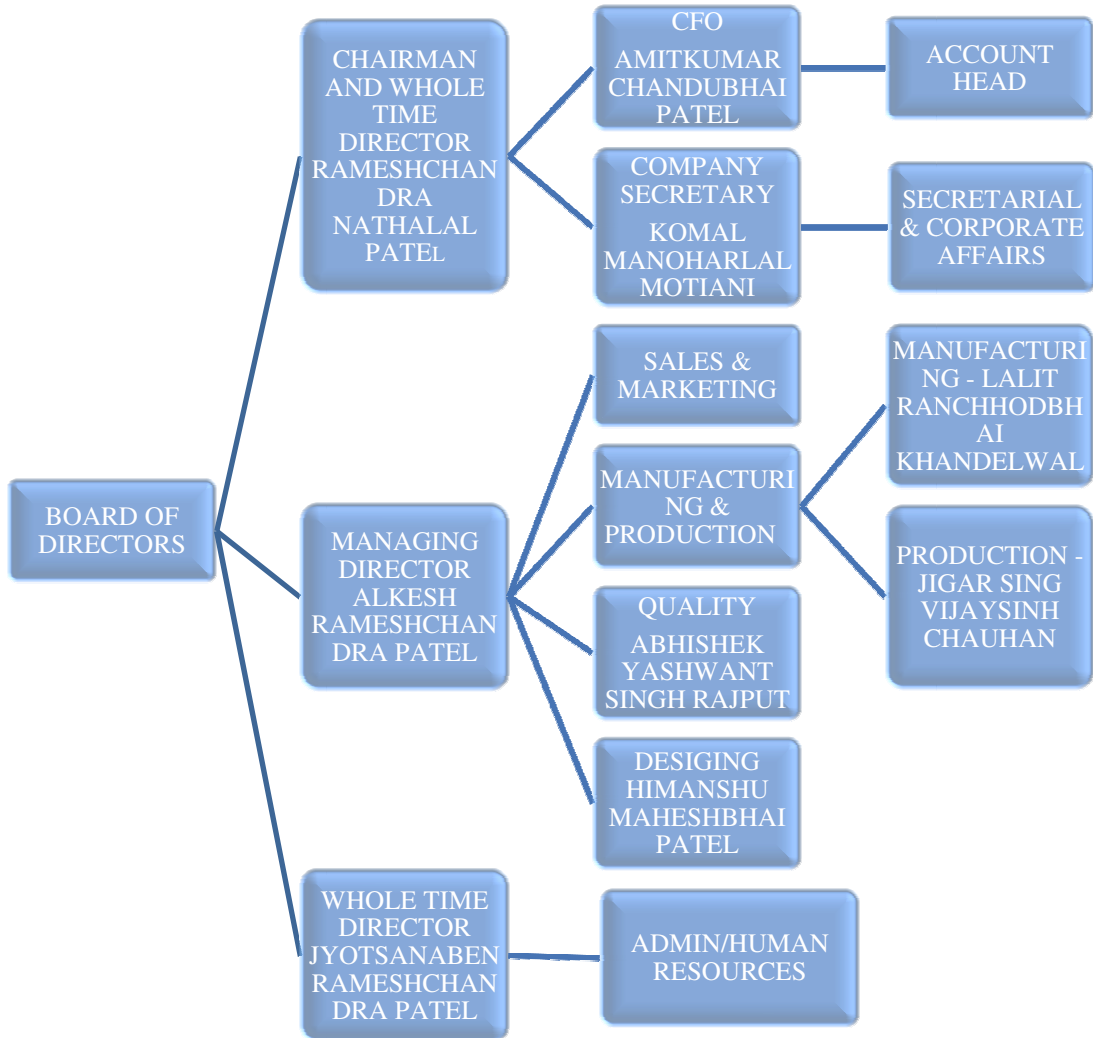 CHAIRMAN
AND WHOLE
TIME
DIRECTOR
RAMESHCHAN
DRA
NATHALAL
PATEL
CFO
AMITKUMAR
CHANDUBHAI
PATEL
ACCOUNT
HEAD
COMPANY
SECRETARY
KOMAL
MANOHARLAL
MOTIANI
SECRETARIAL
& CORPORATE
AFFAIRS
BOARD OF
DIRECTORS
MANAGING
DIRECTOR
ALKESH
RAMESHCHAN
DRA PATEL
SALES &
MARKETING
MANUFACTURI
NG &
PRODUCTION
MANUFACTURI
NG - LALIT
RANCHHODBH
AI
KHANDELWAL
PRODUCTION -
JIGAR SING
VIJAYSINH
CHAUHAN
QUALITY
ABHISHEK
YASHWANT
SINGH RAJPUT
DESIGING
HIMANSHU
MAHESHBHAI
PATEL
WHOLE TIME
DIRECTOR
JYOTSANABEN
RAMESHCHAN
DRA PATEL
ADMIN/HUMAN
RESOURCES